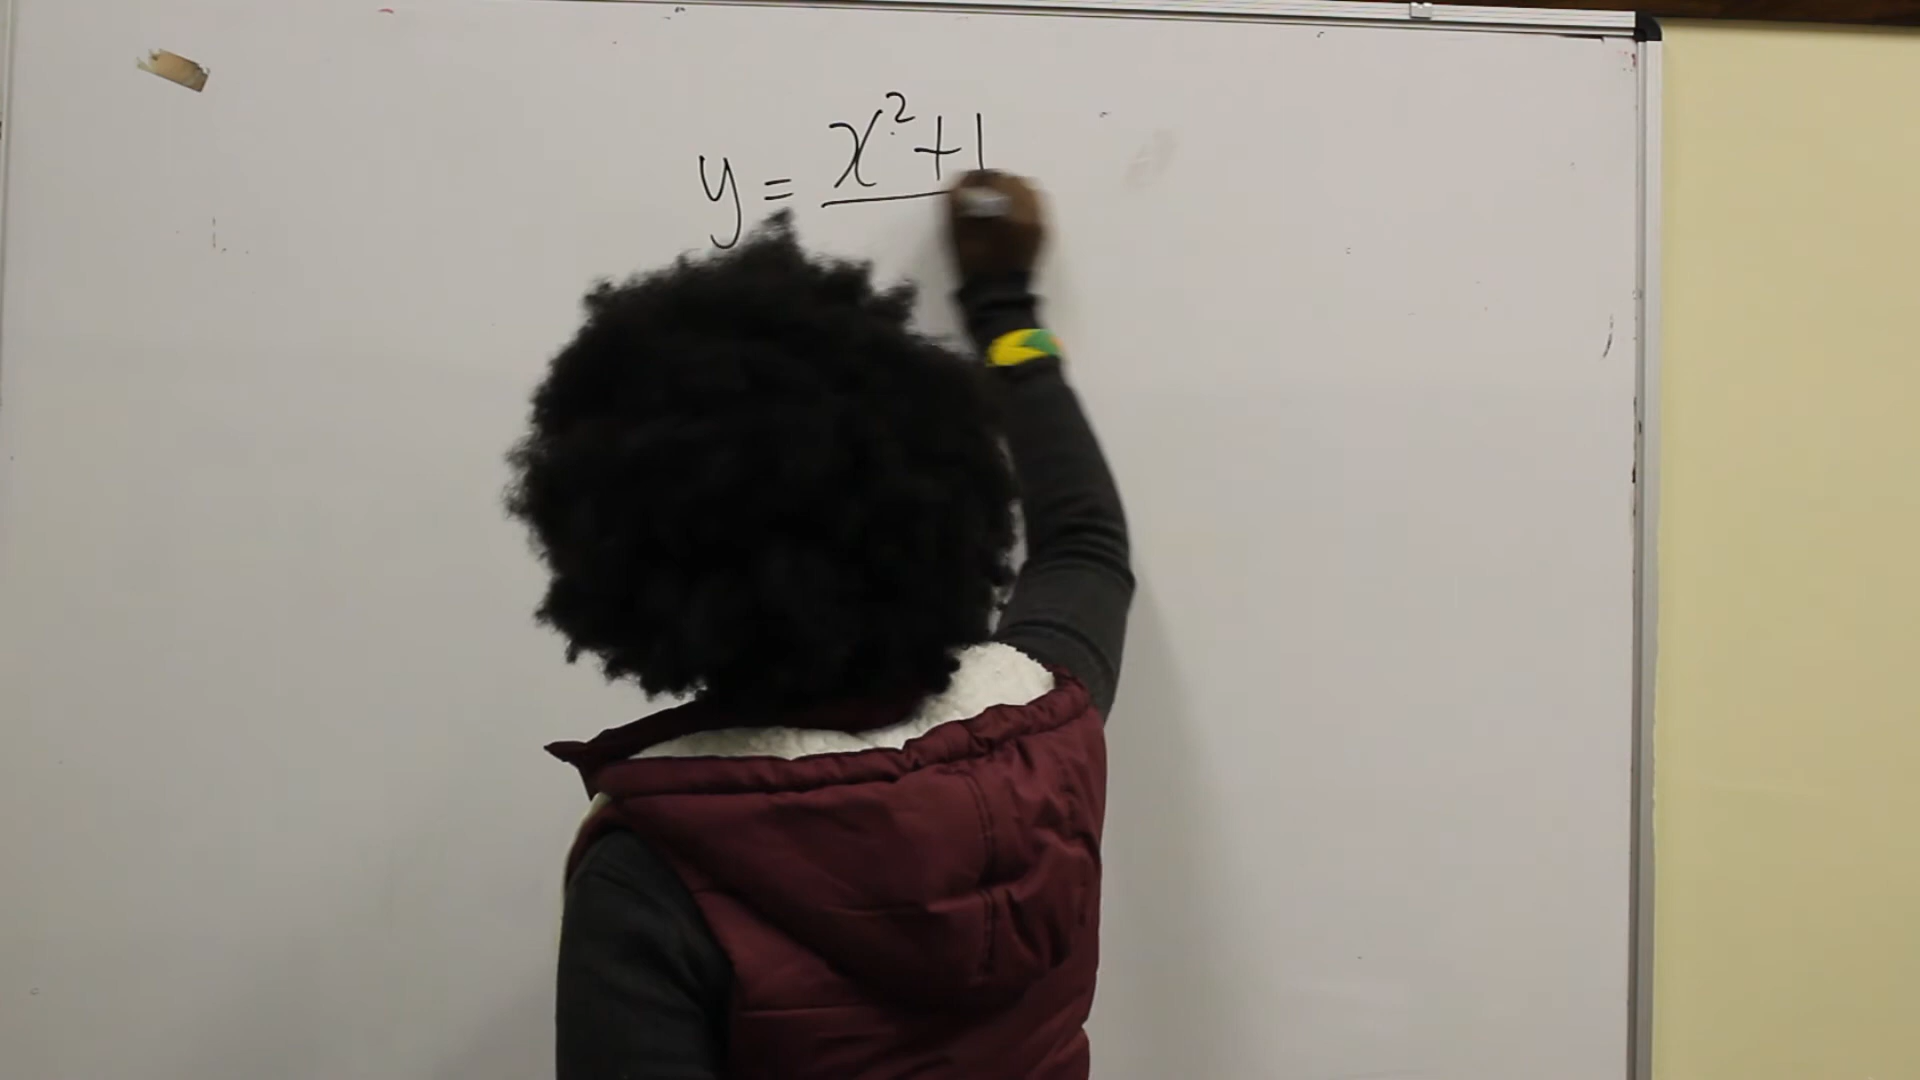 y = x² + 1